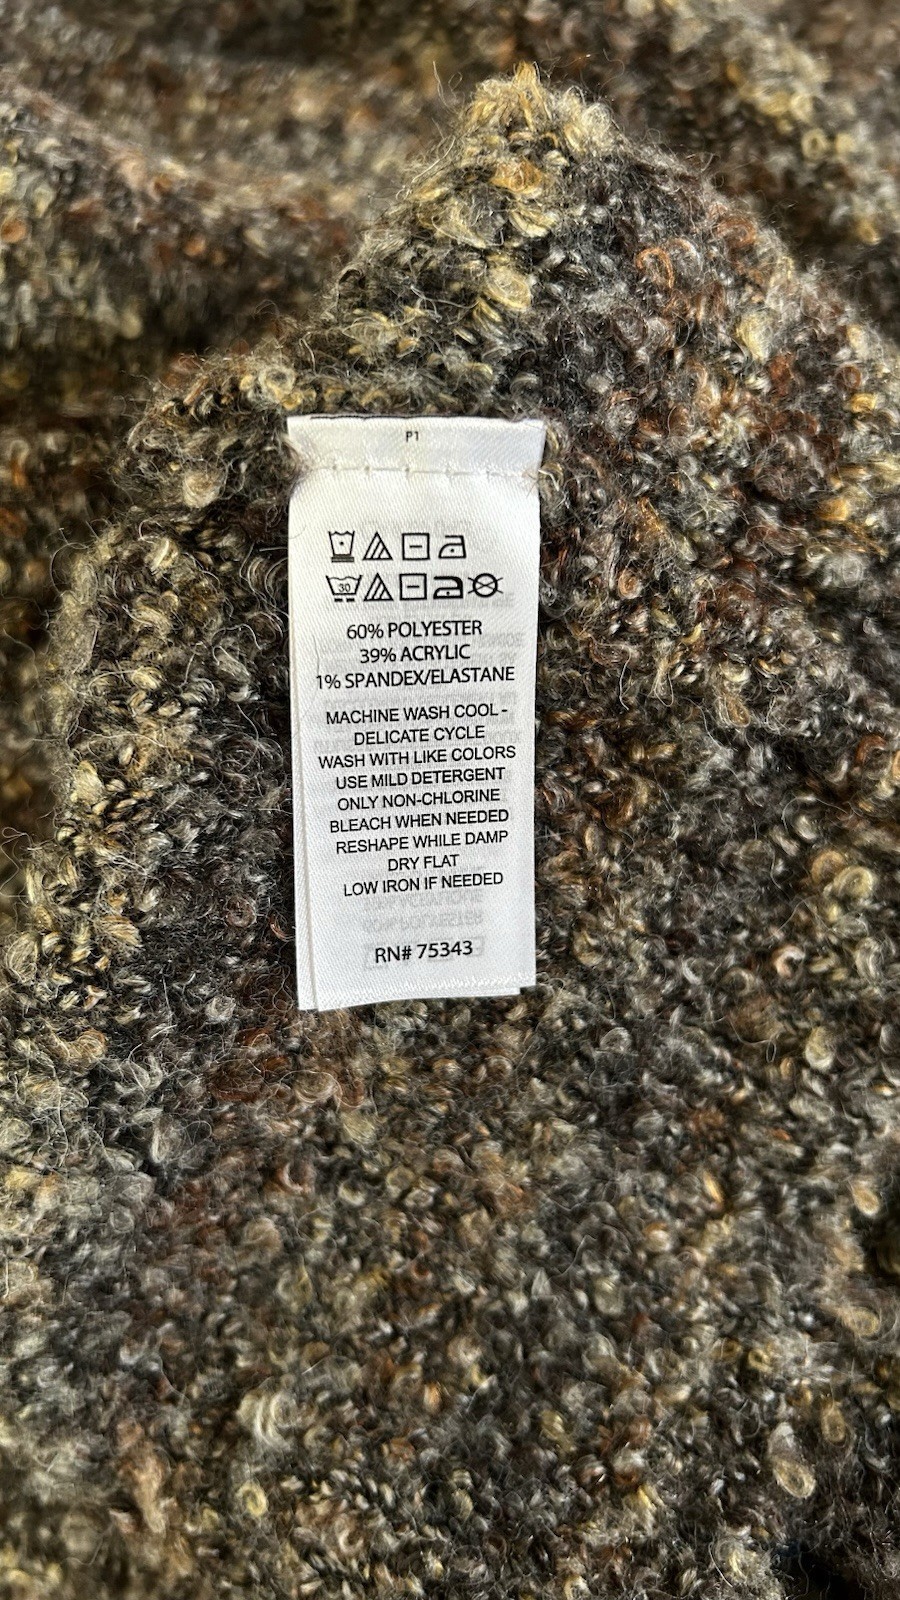 P1
30
60% POLYESTER
39% ACRYLIC
1% SPANDEX/ELASTANE
MACHINE WASH COOL -
DELICATE CYCLE
WASH WITH LIKE COLORS
USE MILD DETERGENT
ONLY NON-CHLORINE
BLEACH WHEN NEEDED
RESHAPE WHILE DAMP
DRY FLAT
LOW IRON IF NEEDED
RN# 75343